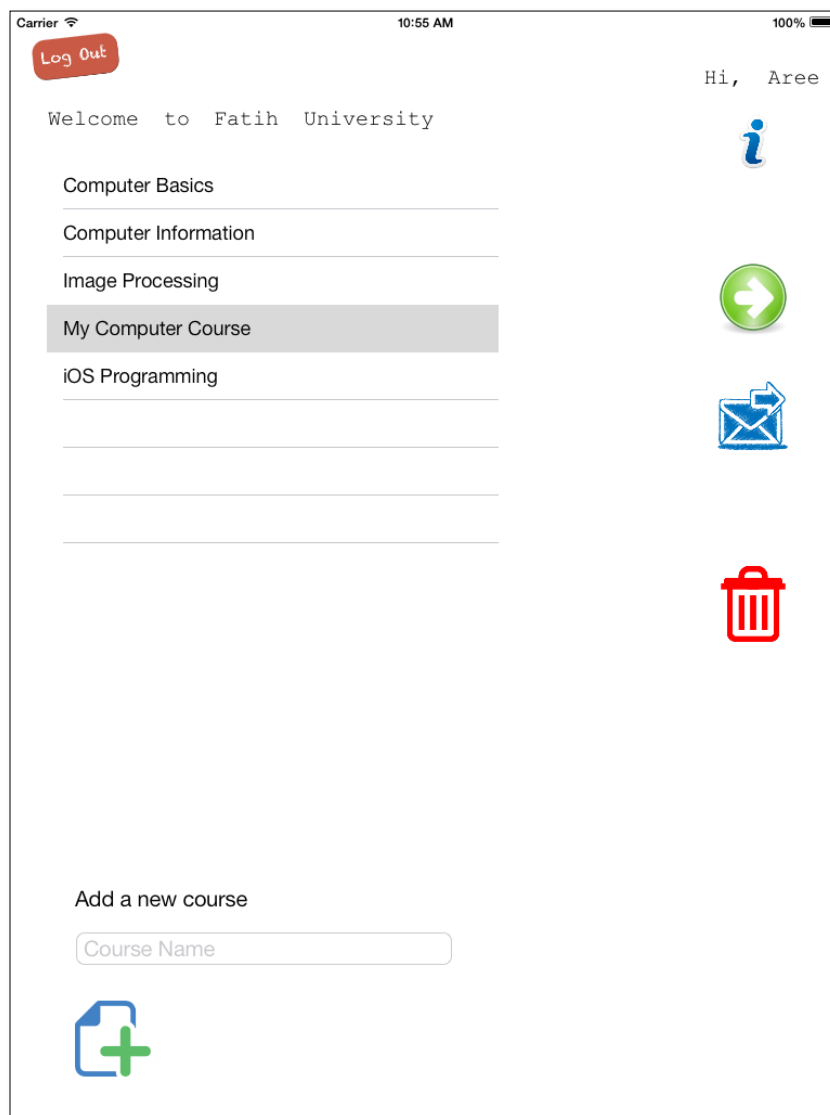 Carrier 10:55 AM 100%
Log Out
Hi, Aree
Welcome to Fatih University
Computer Basics
Computer Information
Image Processing
My Computer Course
iOS Programming
Add a new course
Course Name